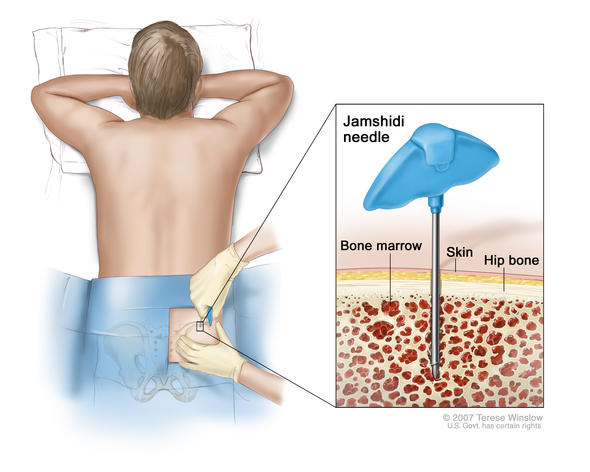 Jamshidi
needle
Bone marrow
Skin
Hip bone
© 2007 Terese Winslow
U.S. Govt. has certain rights